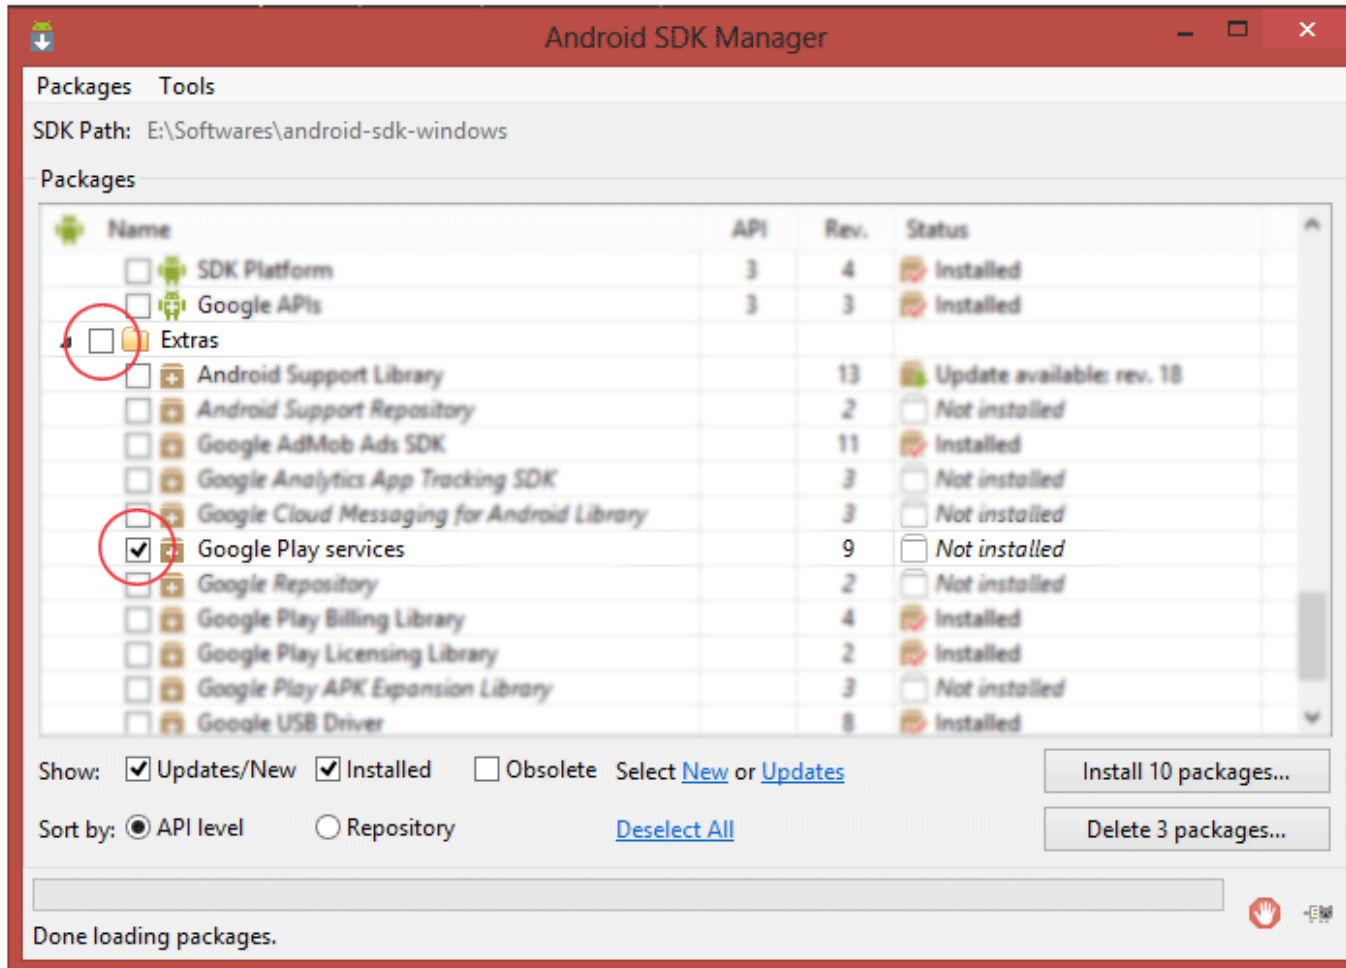 Android SDK Manager
Packages Tools
SDK Path: E:\Softwares\android-sdk-windows
Packages
Name API Rev. Status
SDK Platform 3 4 Installed
Google APIs 3 3 Installed
Extras
Android Support Library 13 Update available: rev. 18
Android Support Repository 2 Not installed
Google AdMob Ads SDK 11 Installed
Google Analytics App Tracking SDK 3 Not installed
Google Cloud Messaging for Android Library 3 Not installed
Google Play services 9 Not installed
Google Repository 2 Not installed
Google Play Billing Library 4 Installed
Google Play Licensing Library 2 Installed
Google Play APK Expansion Library 3 Not installed
Google USB Driver 8 Installed
Show: Updates/New Installed Obsolete Select New or Updates Install 10 packages...
Sort by: API level Repository Deselect All Delete 3 packages...
Done loading packages.